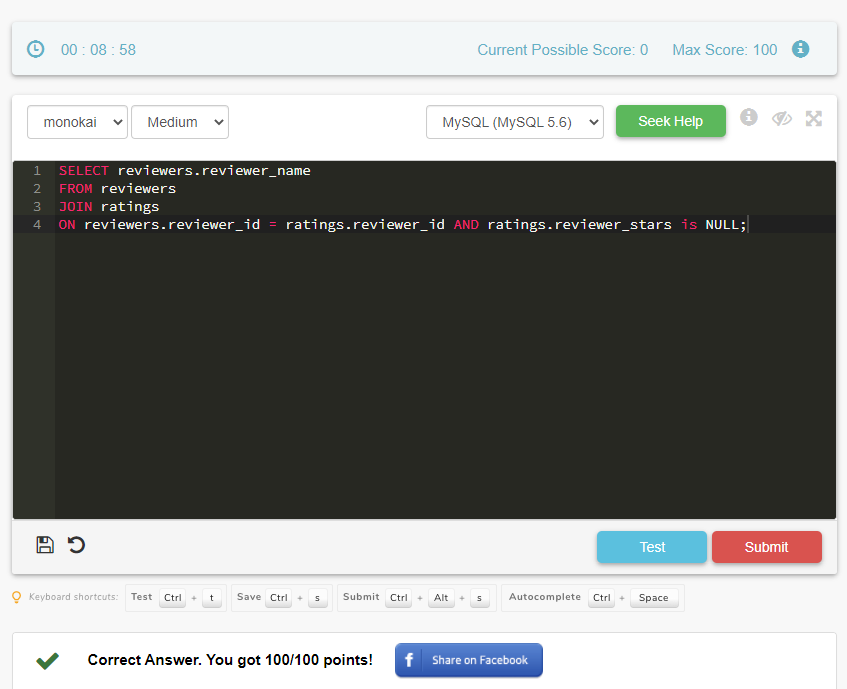 00 : 08 : 58 Current Possible Score: 0 Max Score: 100 i
monokai Medium MySQL (MySQL 5.6) Seek Help i
1 SELECT reviewers.reviewer_name
2 FROM reviewers
3 JOIN ratings
4 ON reviewers.reviewer_id = ratings.reviewer_id AND ratings.reviewer_stars is NULL;
Test Submit
Keyboard shortcuts: Test Ctrl + t Save Ctrl + s Submit Ctrl + Alt + s Autocomplete Ctrl + Space
Correct Answer. You got 100/100 points! f Share on Facebook